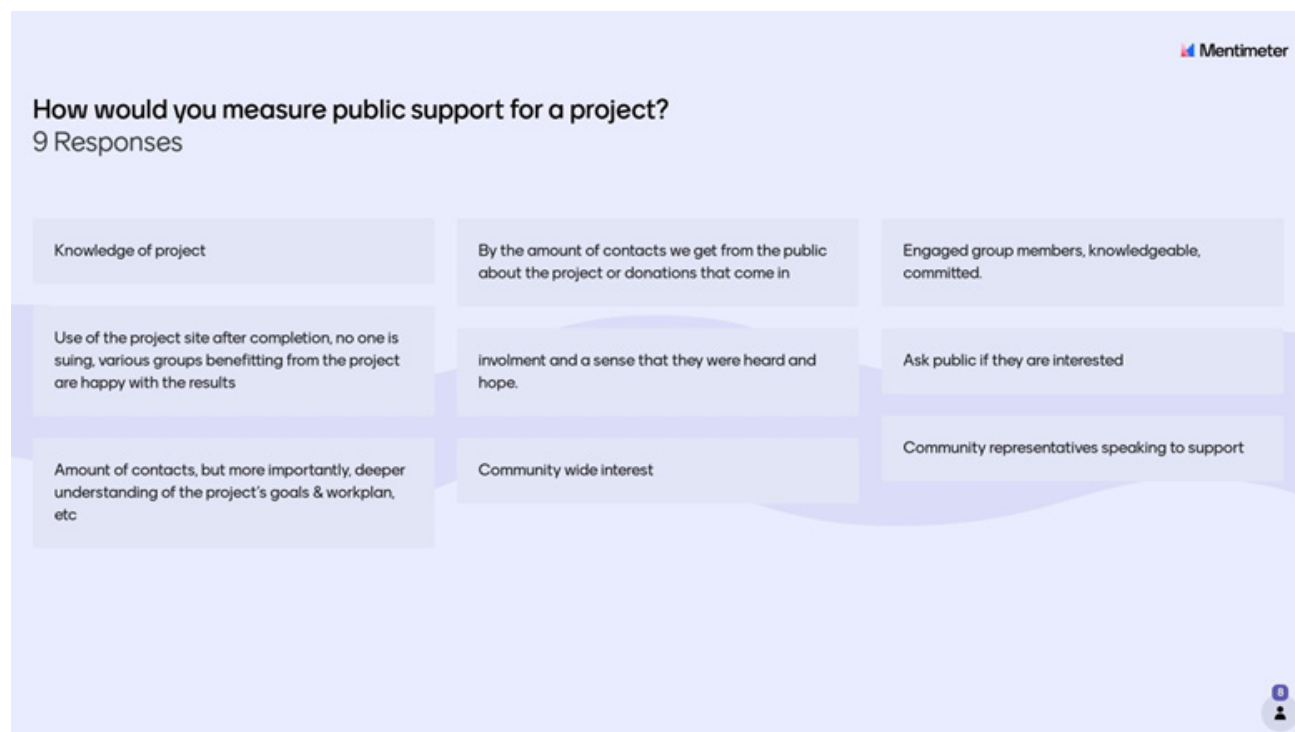 Mentimeter
How would you measure public support for a project?
9 Responses
Knowledge of project
By the amount of contacts we get from the public
about the project or donations that come in
Engaged group members, knowledgeable,
committed.
Use of the project site after completion, no one is
suing, various groups benefitting from the project
are happy with the results
involment and a sense that they were heard and
hope.
Ask public if they are interested
Amount of contacts, but more importantly, deeper
understanding of the project's goals & workplan,
etc
Community wide interest
Community representatives speaking to support
8